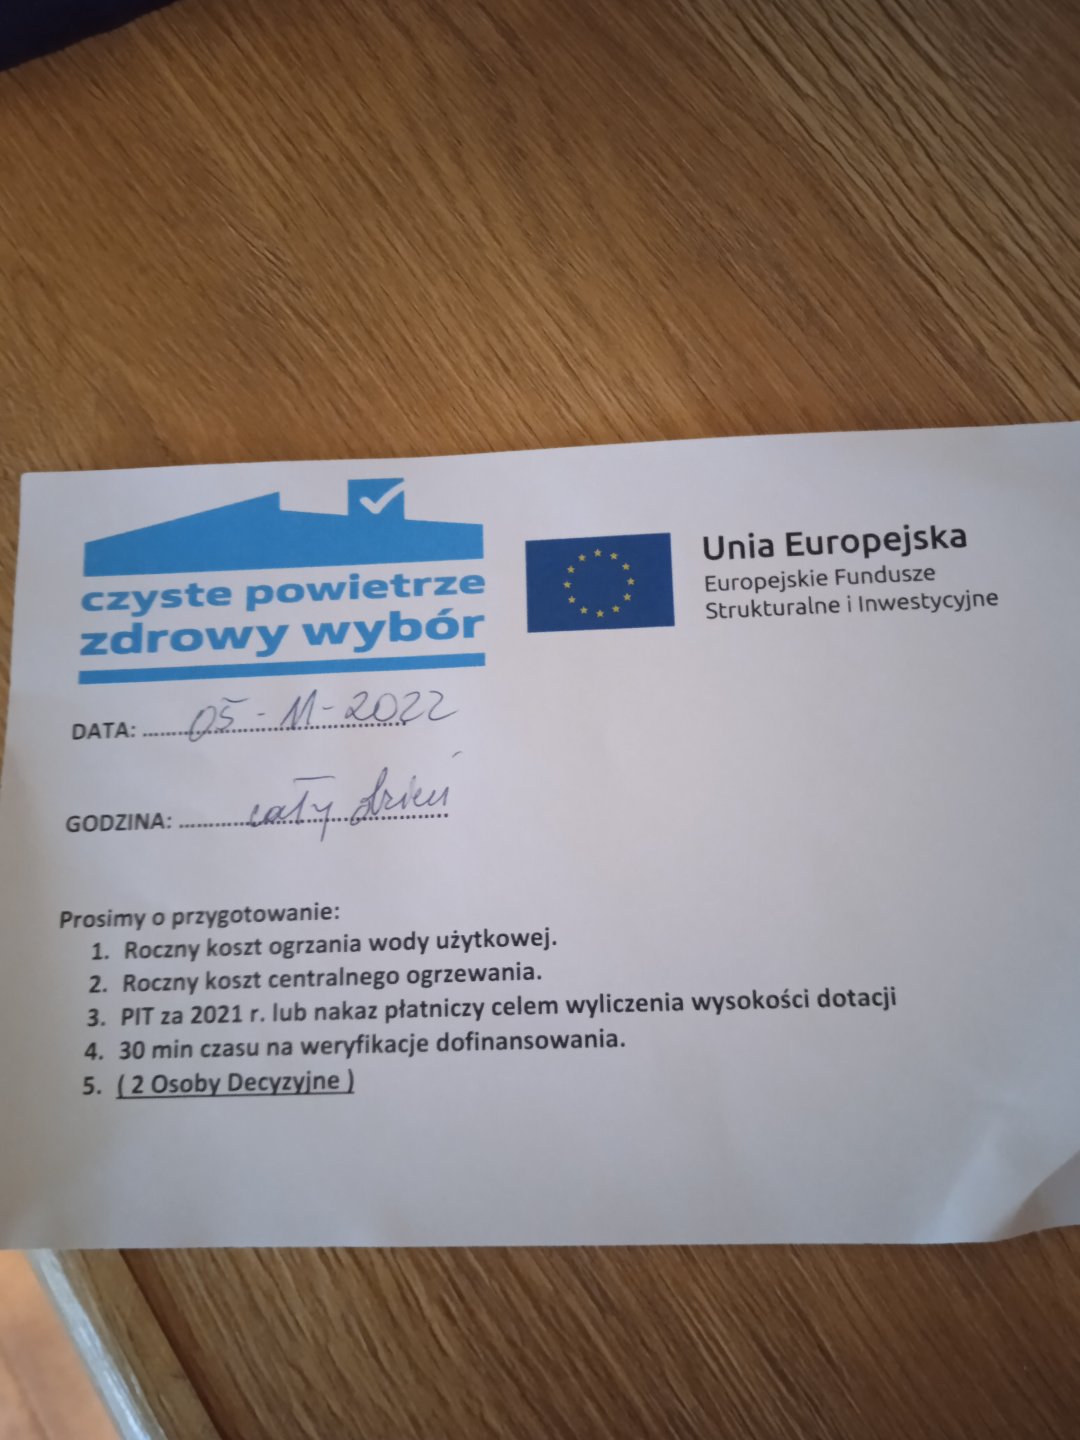 czyste powietrze
zdrowy wybór
Unia Europejska
Europejskie Fundusze
Strukturalne i Inwestycyjne
DATA: ........05-11-2022
GODZINA: ........cały dzień
Prosimy o przygotowanie:
1. Roczny koszt ogrzania wody użytkowej.
2. Roczny koszt centralnego ogrzewania.
3. PIT za 2021 r. lub nakaz płatniczy celem wyliczenia wysokości dotacji
4. 30 min czasu na weryfikacje dofinansowania.
5. ( 2 Osoby Decyzyjne )